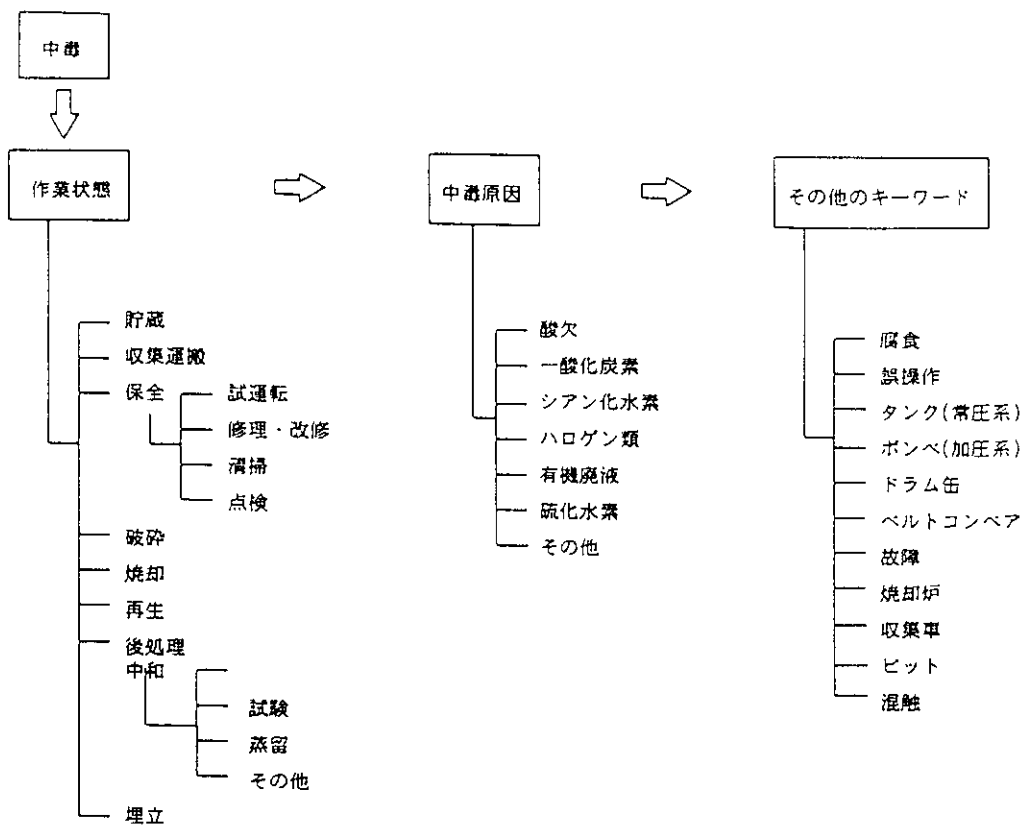 中毒
作業状態
中毒原因
その他のキーワード
貯蔵
収集運搬
保全
試運転
修理・改修
清掃
点検
破砕
焼却
再生
後処理
中和
試験
蒸留
その他
埋立
酸欠
一酸化炭素
シアン化水素
ハロゲン類
有機廃液
硫化水素
その他
腐食
誤操作
タンク(常圧系)
ボンベ(加圧系)
ドラム缶
ベルトコンベア
故障
焼却炉
収集車
ピット
混触